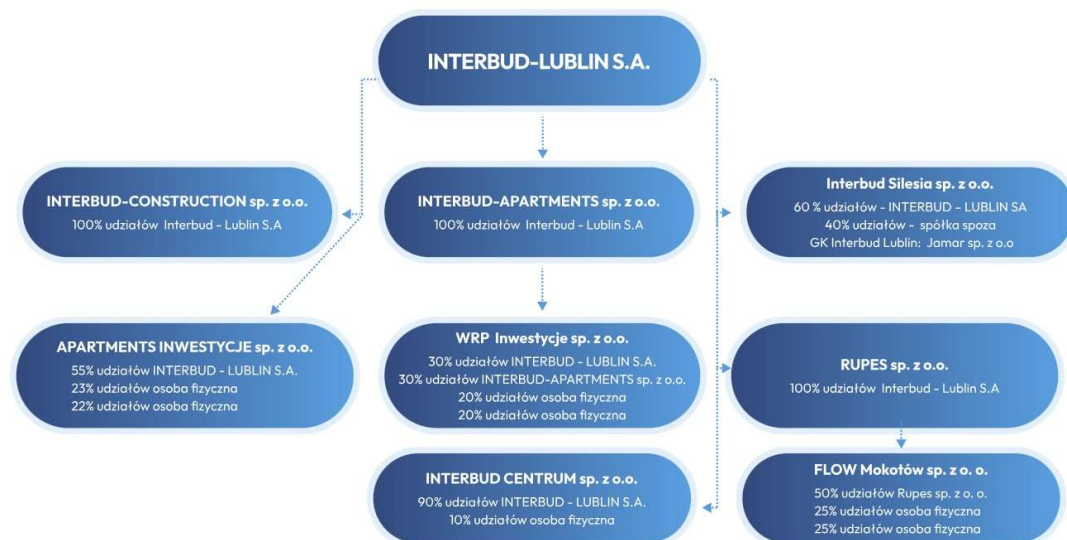 INTERBUD-LUBLIN S.A.
INTERBUD-CONSTRUCTION sp. z o.o.
100% udziałów Interbud - Lublin S.A
INTERBUD-APARTMENTS sp. z o.o.
100% udziałów Interbud - Lublin S.A
Interbud Silesia sp. z o.o.
60 % udziałów - INTERBUD – LUBLIN SA
40% udziałów - spółka spoza
GK Interbud Lublin: Jamar sp. z o.o
APARTMENTS INWESTYCJE sp. z o.o.
55% udziałów INTERBUD - LUBLIN S.A.
23% udziałów osoba fizyczna
22% udziałów osoba fizyczna
WRP Inwestycje sp. z o.o.
30% udziałów INTERBUD - LUBLIN S.A.
30% udziałów INTERBUD-APARTMENTS sp. z o.o.
20% udziałów osoba fizyczna
20% udziałów osoba fizyczna
RUPES sp. z o.o.
100% udziałów Interbud - Lublin S.A
INTERBUD CENTRUM sp. z o.o.
90% udziałów INTERBUD - LUBLIN S.A.
10% udziałów osoba fizyczna
FLOW Mokotów sp. z o. o.
50% udziałów Rupes sp. z o. o.
25% udziałów osoba fizyczna
25% udziałów osoba fizyczna